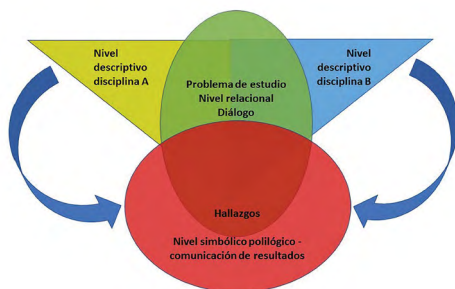 Nivel
descriptivo
disciplina A
Nivel
descriptivo
disciplina B
Problema de estudio
Nivel relacional
Diálogo
Hallazgos
Nivel simbólico polilógico -
comunicación de resultados